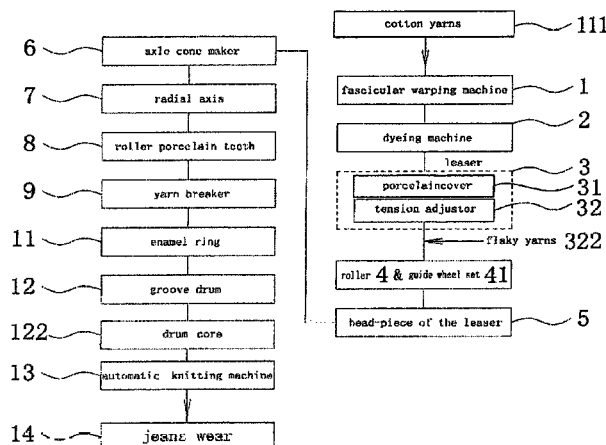 cotton yarns 111
fascicular warping machine 1
dyeing machine 2
leaser 3
porcelaincover 31
tension adjustor 32
flaky yarns 322
roller 4 & guide wheel set 41
head-piece of the leaser 5
6 axle cone maker
7 radial axis
8 roller porcelain teeth
9 yarn breaker
11 enamel ring
12 groove drum
122 drum core
13 automatic knitting machine
14 jeans wear